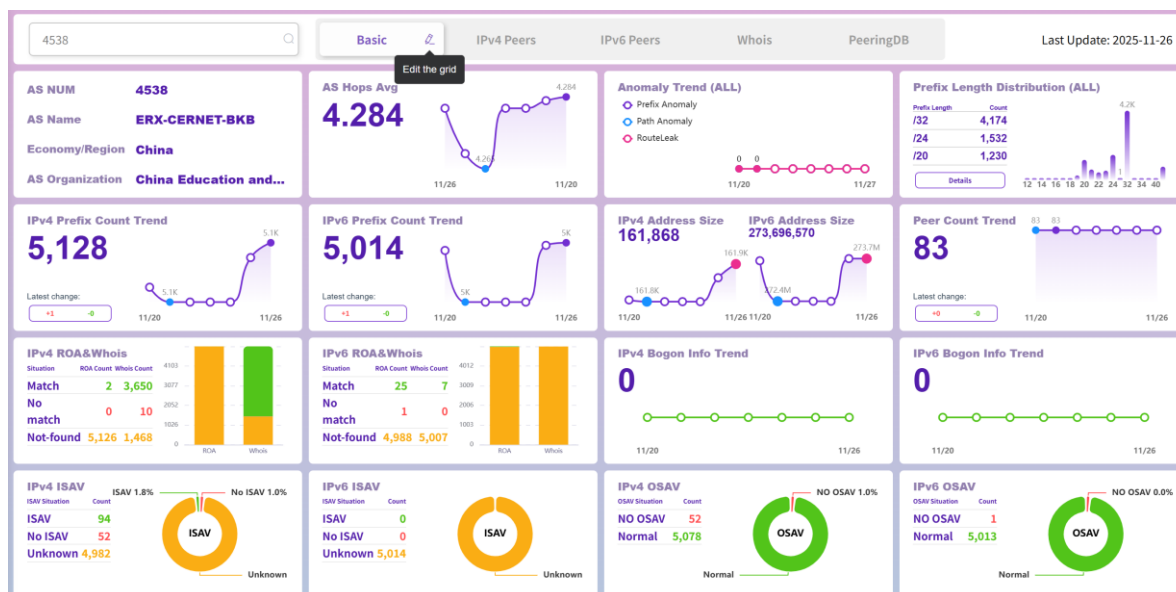 4538
Basic
IPv4 Peers
IPv6 Peers
Whois
PeeringDB
Last Update: 2025-11-26
Edit the grid
AS NUM 4538
AS Name ERX-CERNET-BKB
Economy/Region China
AS Organization China Education and...
AS Hops Avg
4.284
4.284
4.263
11/26 11/20
Anomaly Trend (ALL)
Prefix Anomaly
Path Anomaly
RouteLeak
0 0
11/20 11/27
Prefix Length Distribution (ALL)
Prefix Length Count
/32 4,174
/24 1,532
/20 1,230
Details
4.2K
1
12 14 16 18 20 22 24 32 34 40
IPv4 Prefix Count Trend
5,128
5.1K
5.1K
Latest change:
+1 -0
11/20 11/26
IPv6 Prefix Count Trend
5,014
5K
5K
Latest change:
+1 -0
11/20 11/26
IPv4 Address Size
161,868
161.9K
161.8K
11/20 11/26
IPv6 Address Size
273,696,570
273.7M
272.4M
11/20 11/26
Peer Count Trend
83
83 83
Latest change:
+0 -0
11/20 11/26
IPv4 ROA&Whois
Situation ROA Count Whois Count
Match 2 3,650
No match 0 10
Not-found 5,126 1,468
4103
3077
2052
1026
0
ROA Whois
IPv6 ROA&Whois
Situation ROA Count Whois Count
Match 25 7
No match 1 0
Not-found 4,988 5,007
4012
3009
2006
1003
0
ROA Whois
IPv4 Bogon Info Trend
0
11/20 11/26
IPv6 Bogon Info Trend
0
11/20 11/26
IPv4 ISAV
ISAV Situation Count
ISAV 94
No ISAV 52
Unknown 4,982
ISAV 1.8%
No ISAV 1.0%
ISAV
Unknown
IPv6 ISAV
ISAV Situation Count
ISAV 0
No ISAV 0
Unknown 5,014
ISAV
Unknown
IPv4 OSAV
OSAV Situation Count
NO OSAV 52
Normal 5,078
NO OSAV 1.0%
OSAV
Normal
IPv6 OSAV
OSAV Situation Count
NO OSAV 1
Normal 5,013
NO OSAV 0.0%
OSAV
Normal